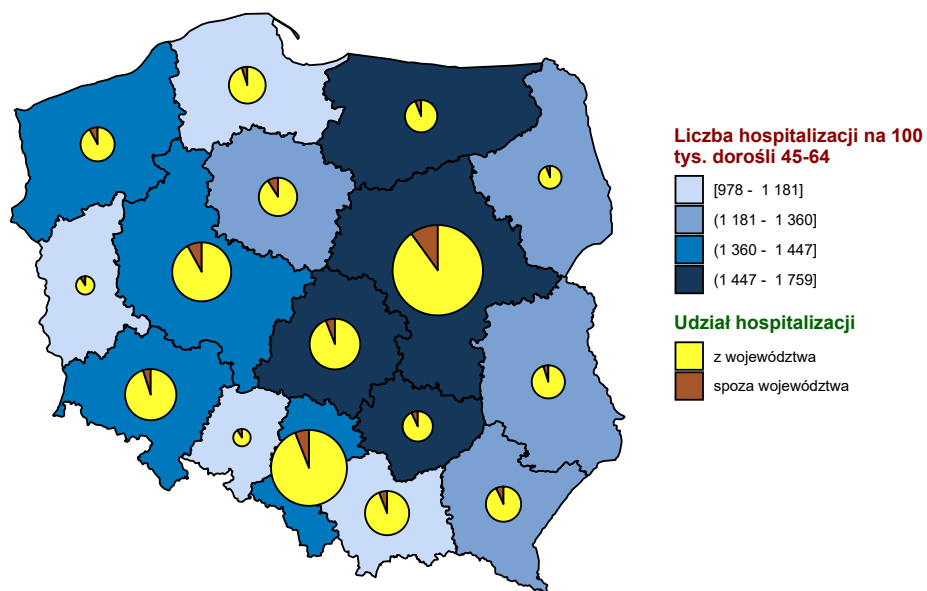 Liczba hospitalizacji na 100
tys. dorośli 45-64
[978 - 1 181]
(1 181 - 1 360]
(1 360 - 1 447]
(1 447 - 1 759]
Udział hospitalizacji
z województwa
spoza województwa